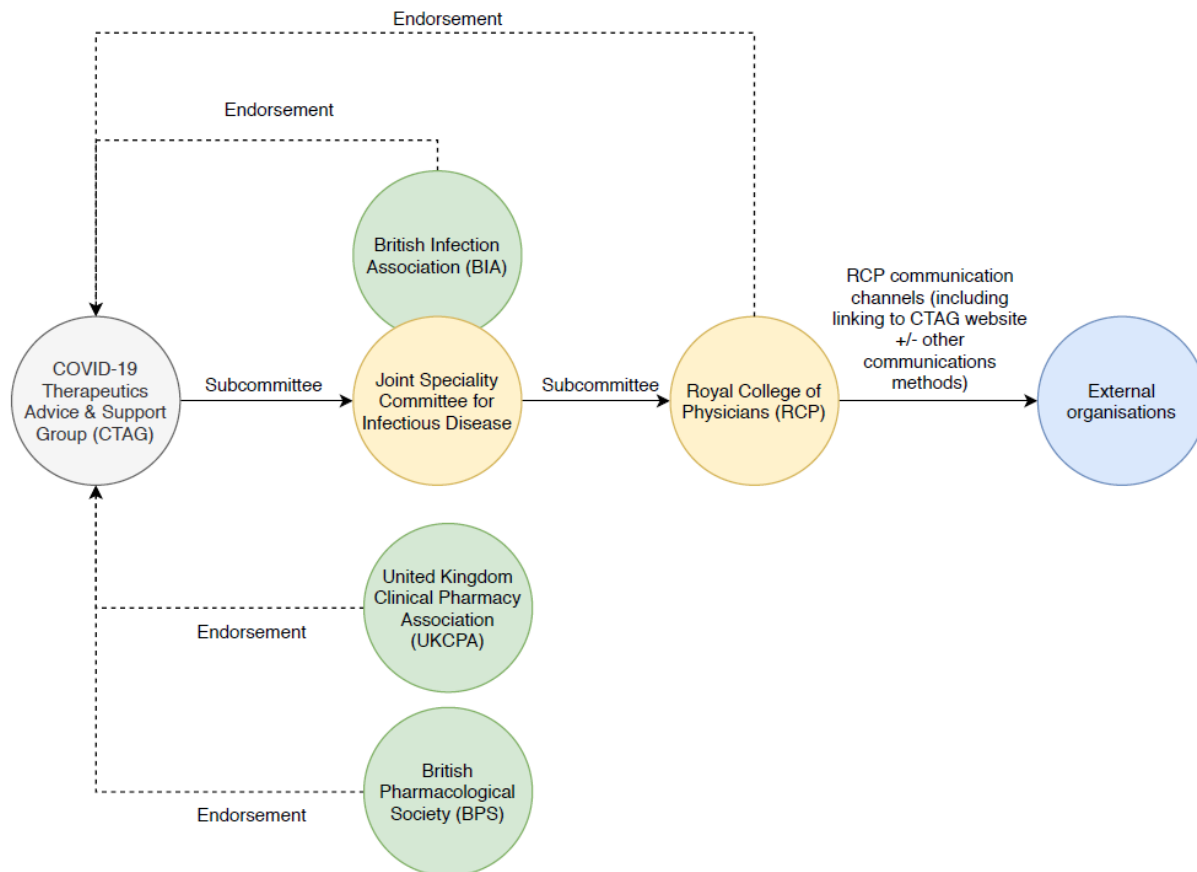 Endorsement
Endorsement
British Infection
Association (BIA)
RCP communication
channels (including
linking to CTAG website
+/- other
communications
methods)
COVID-19
Therapeutics
Advice & Support
Group (CTAG)
Subcommittee
Joint Speciality
Committee for
Infectious Disease
Subcommittee
Royal College of
Physicians (RCP)
External
organisations
United Kingdom
Clinical Pharmacy
Association
(UKCPA)
Endorsement
British
Pharmacological
Society (BPS)
Endorsement